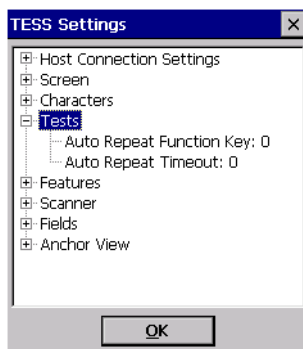 TESS Settings
Host Connection Settings
Screen
Characters
Tests
Auto Repeat Function Key: 0
Auto Repeat Timeout: 0
Features
Scanner
Fields
Anchor View
OK